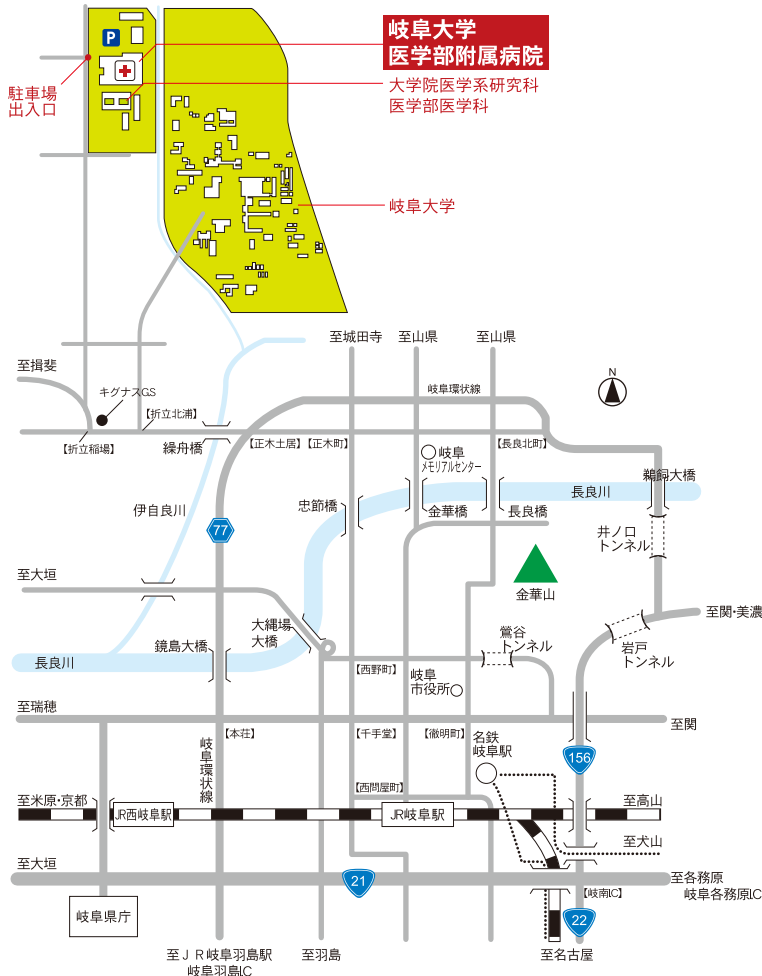 P
岐阜大学
医学部附属病院
大学院医学系研究科
医学部医学科
駐車場
出入口
岐阜大学
至城田寺
至山県
至山県
至揖斐
キグナスG.S
岐阜環状線
N
【折立北浦】
【折立稲場】
繰舟橋
【正木土居】
【正木町】
【長良北町】
岐阜
メモリアルセンター
鵜飼大橋
長良川
伊自良川
忠節橋
金華橋
長良橋
77
井ノ口
トンネル
至大垣
金華山
至関・美濃
大縄場
大橋
鶯谷
トンネル
岩戸
トンネル
鏡島大橋
長良川
【西野町】
岐阜
市役所
至瑞穂
至関
【本荘】
【千手堂】
【徹明町】
名鉄
岐阜駅
岐阜環状線
156
【西問屋町】
至米原・京都
JR西岐阜駅
JR岐阜駅
至高山
至犬山
至大垣
21
至各務原
岐阜各務原I.C
【岐南I.C】
岐阜県庁
22
至ＪＲ岐阜羽島駅
岐阜羽島I.C
至羽島
至名古屋